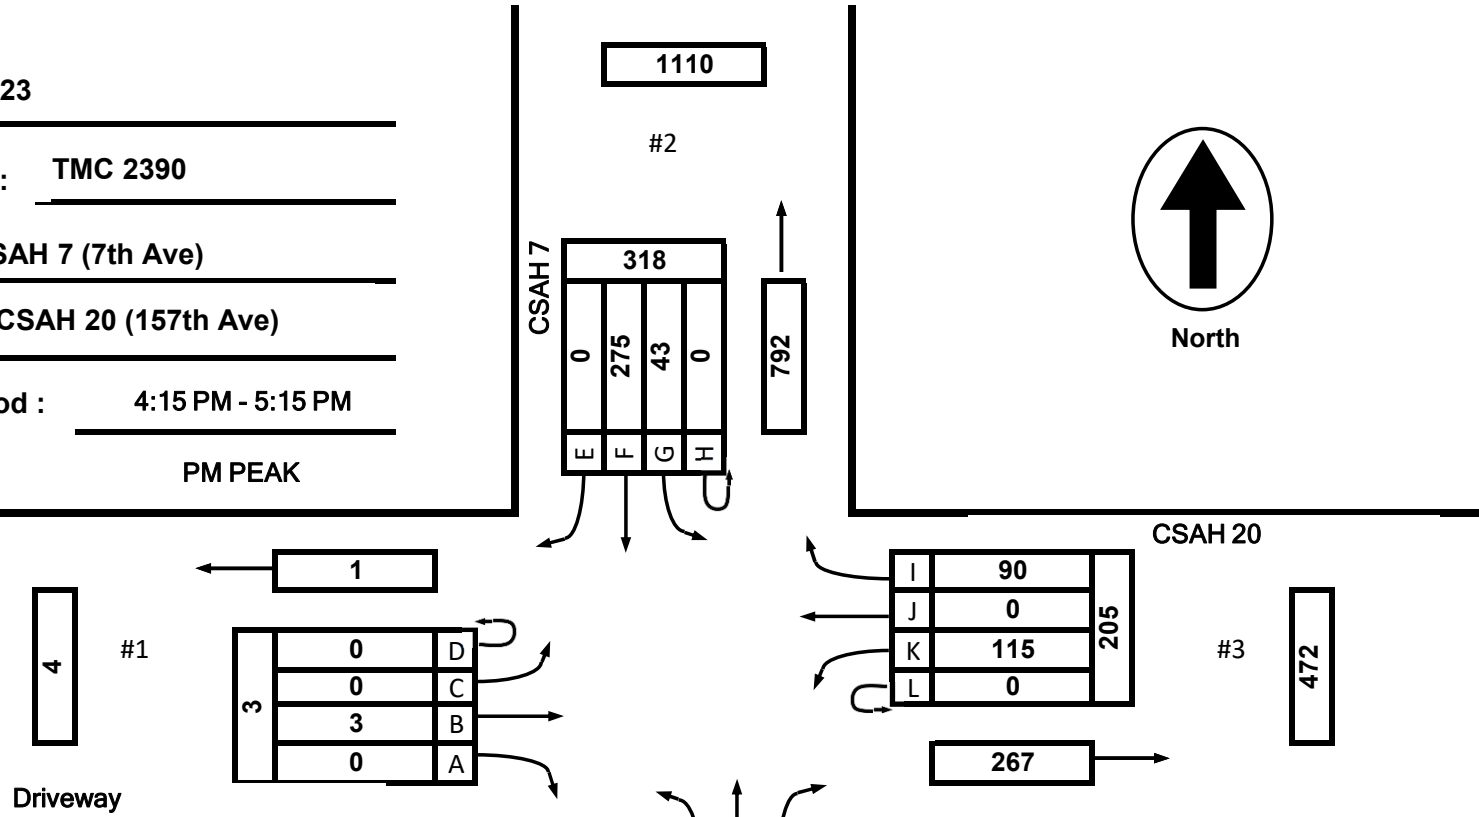 1110
23
#2
:
TMC 2390
SAH 7 (7th Ave)
CSAH 7
318
0
275
43
0
792
CSAH 20 (157th Ave)
North
od :
4:15 PM - 5:15 PM
E
F
G
H
PM PEAK
CSAH 20
1
I
90
J
0
205
K
115
L
0
#3
472
4
#1
3
0
D
0
C
3
B
0
A
267
Driveway